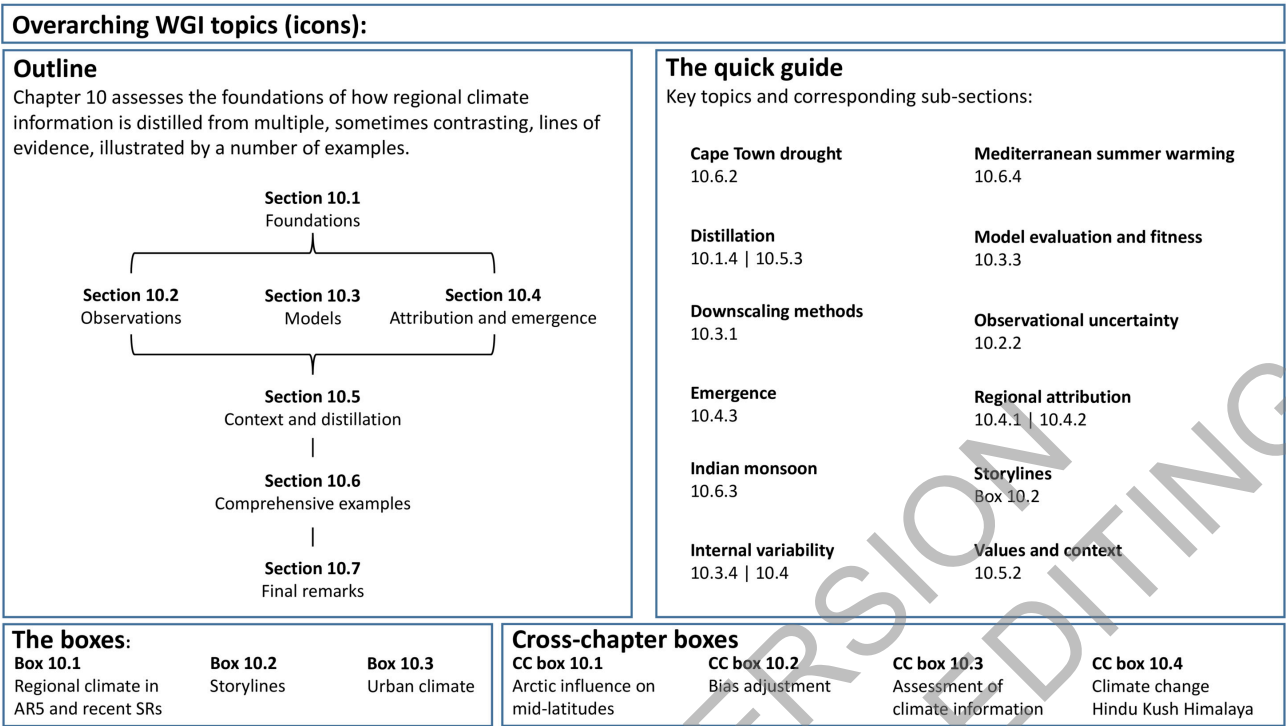 Overarching WGI topics (icons):
Outline
Chapter 10 assesses the foundations of how regional climate
information is distilled from multiple, sometimes contrasting, lines of
evidence, illustrated by a number of examples.
Section 10.1
Foundations
Section 10.2
Observations
Section 10.3
Models
Section 10.4
Attribution and emergence
Section 10.5
Context and distillation
Section 10.6
Comprehensive examples
Section 10.7
Final remarks
The quick guide
Key topics and corresponding sub-sections:
Cape Town drought
10.6.2
Distillation
10.1.4 | 10.5.3
Downscaling methods
10.3.1
Emergence
10.4.3
Indian monsoon
10.6.3
Internal variability
10.3.4 | 10.4
Mediterranean summer warming
10.6.4
Model evaluation and fitness
10.3.3
Observational uncertainty
10.2.2
Regional attribution
10.4.1 | 10.4.2
Storylines
Box 10.2
Values and context
10.5.2
The boxes:
Box 10.1
Regional climate in
AR5 and recent SRs
Box 10.2
Storylines
Box 10.3
Urban climate
Cross-chapter boxes
CC box 10.1
Arctic influence on
mid-latitudes
CC box 10.2
Bias adjustment
CC box 10.3
Assessment of
climate information
CC box 10.4
Climate change
Hindu Kush Himalaya
ERSION
EDITING